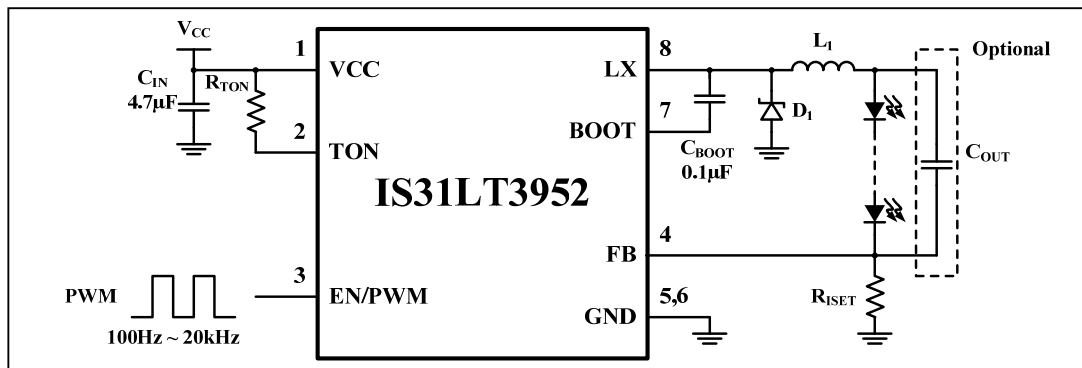 VCC
CIN
4.7µF
RTON
1
VCC
2
TON
IS31LT3952
PWM
100Hz ~ 20kHz
3
EN/PWM
LX
8
BOOT
7
CBOOT
0.1µF
D1
L1
Optional
COUT
FB
4
GND
5,6
RISET